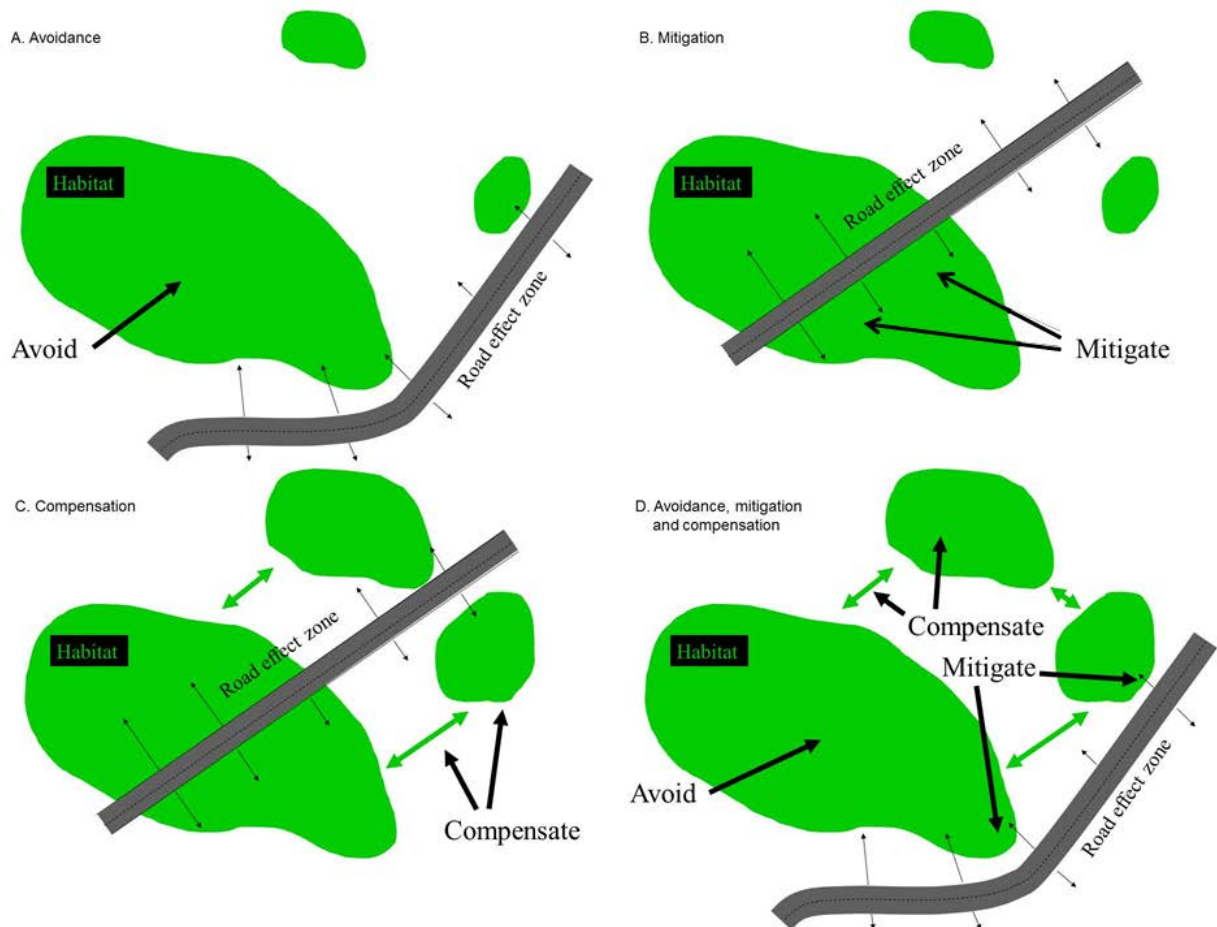 A. Avoidance
Habitat
Avoid
Road effect zone
B. Mitigation
Habitat
Road effect zone
Mitigate
C. Compensation
Habitat
Road effect zone
Compensate
D. Avoidance, mitigation
and compensation
Habitat
Compensate
Mitigate
Avoid
Road effect zone